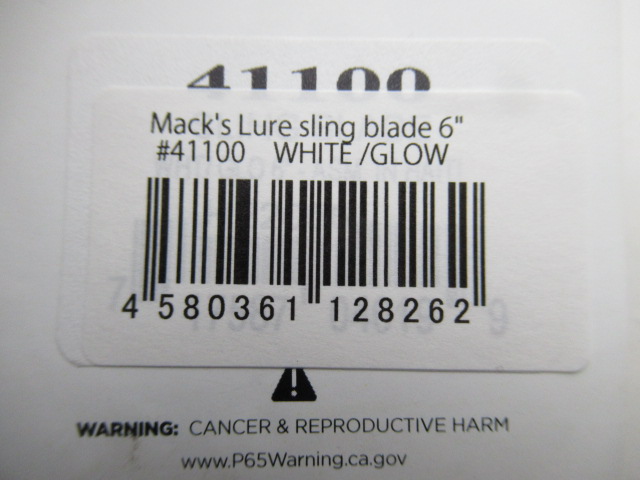 41100
Mack's Lure sling blade 6"
#41100 WHITE /GLOW
4 580361 128262
WARNING: CANCER & REPRODUCTIVE HARM
www.P65Warning.ca.gov